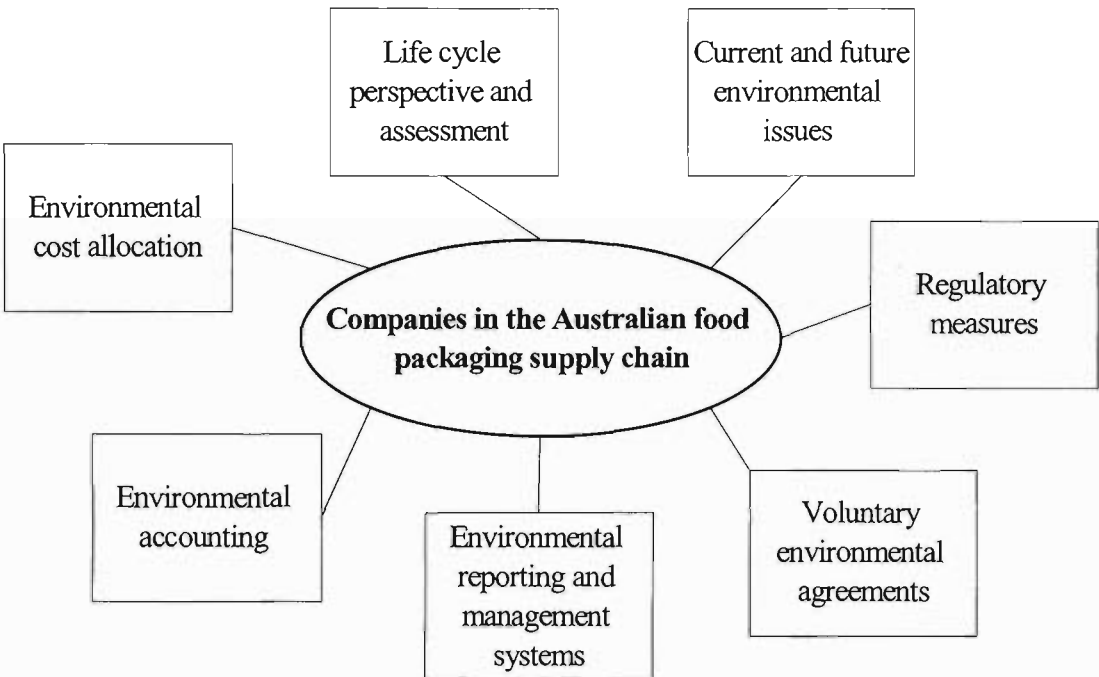 Life cycle
perspective and
assessment
Current and future
environmental
issues
Environmental
cost allocation
Regulatory
measures
Companies in the Australian food
packaging supply chain
Environmental
accounting
Environmental
reporting and
management
systems
Voluntary
environmental
agreements